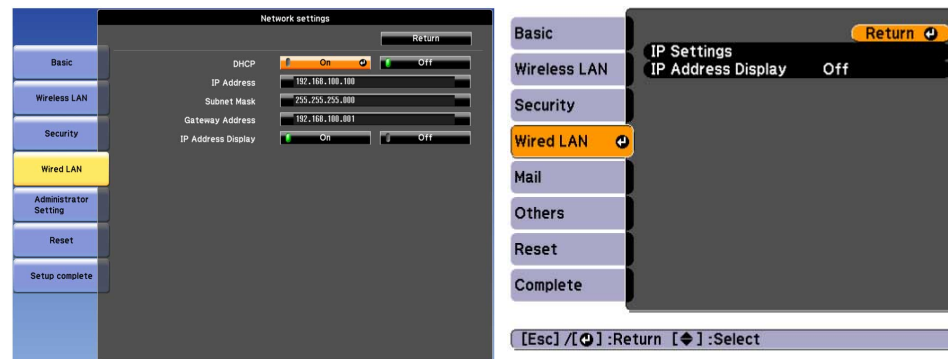 Network settings
Return
Basic
Wireless LAN
Security
Wired LAN
Administrator
Setting
Reset
Setup complete
DHCP On Off
IP Address 192.168.100.100
Subnet Mask 255.255.255.000
Gateway Address 192.168.100.001
IP Address Display On Off
Basic
Wireless LAN
Security
Wired LAN
Mail
Others
Reset
Complete
Return
IP Settings
IP Address Display Off
[Esc] /[ ] :Return [ ] :Select